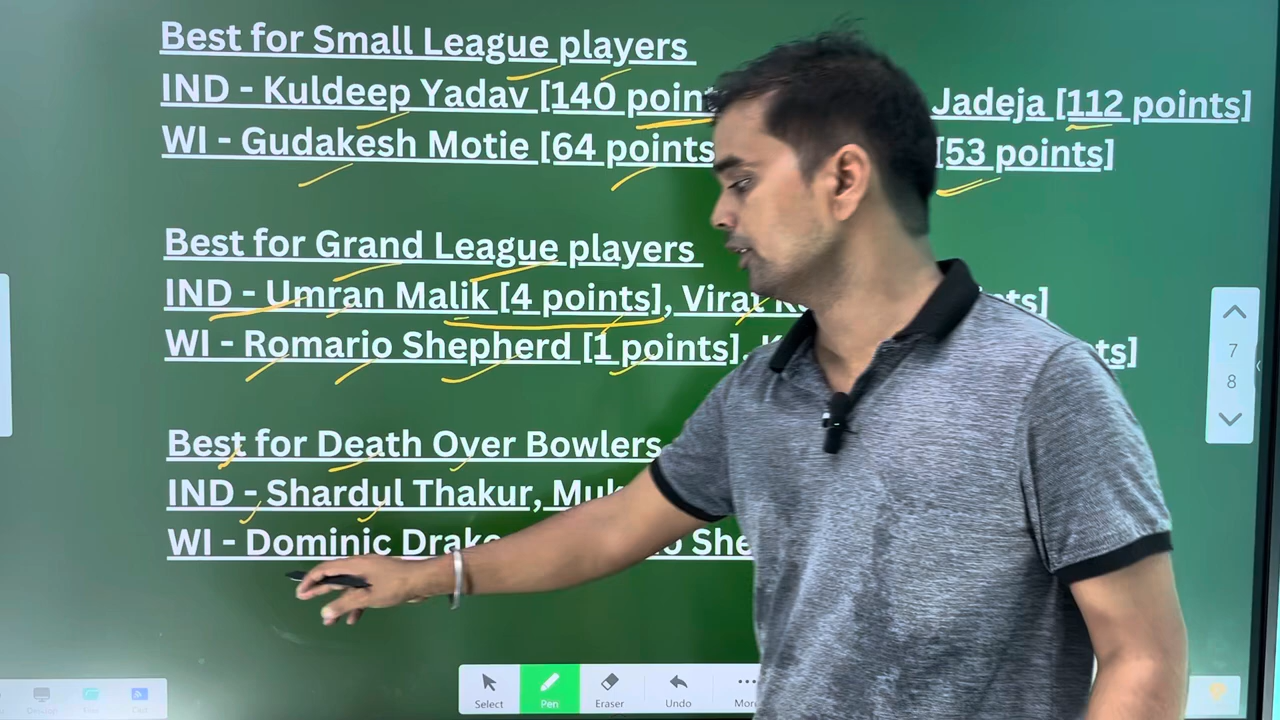 Best for Small League players
IND - Kuldeep Yadav [140 Jadeja [112 points]
WI - Gudakesh Motie [64 points [53 points]
Best for Grand League players
IND - Umran Malik [4 points],
WI - Romario Shepherd [1 points]
Best for Death Over Bowlers
IND - Shardul Thakur,
WI - Dominic
7
8
Select
Pen
Eraser
Undo